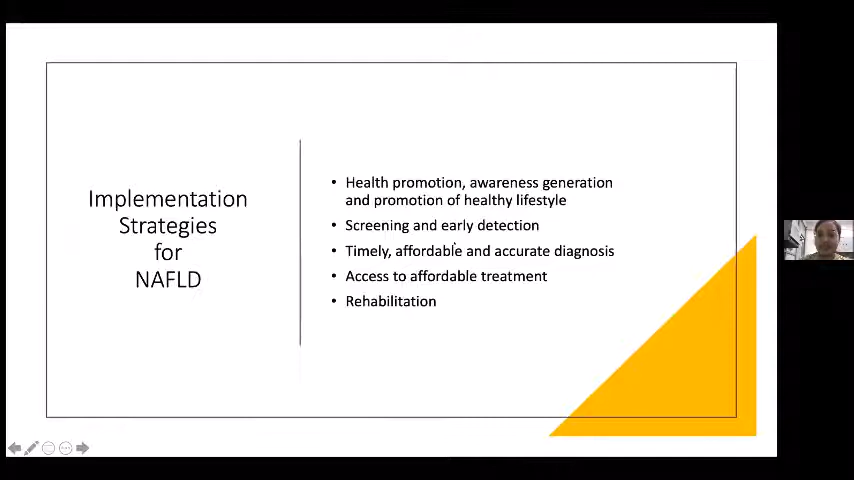 Implementation
Strategies
for
NAFLD
• Health promotion, awareness generation
and promotion of healthy lifestyle
• Screening and early detection
• Timely, affordable and accurate diagnosis
• Access to affordable treatment
• Rehabilitation